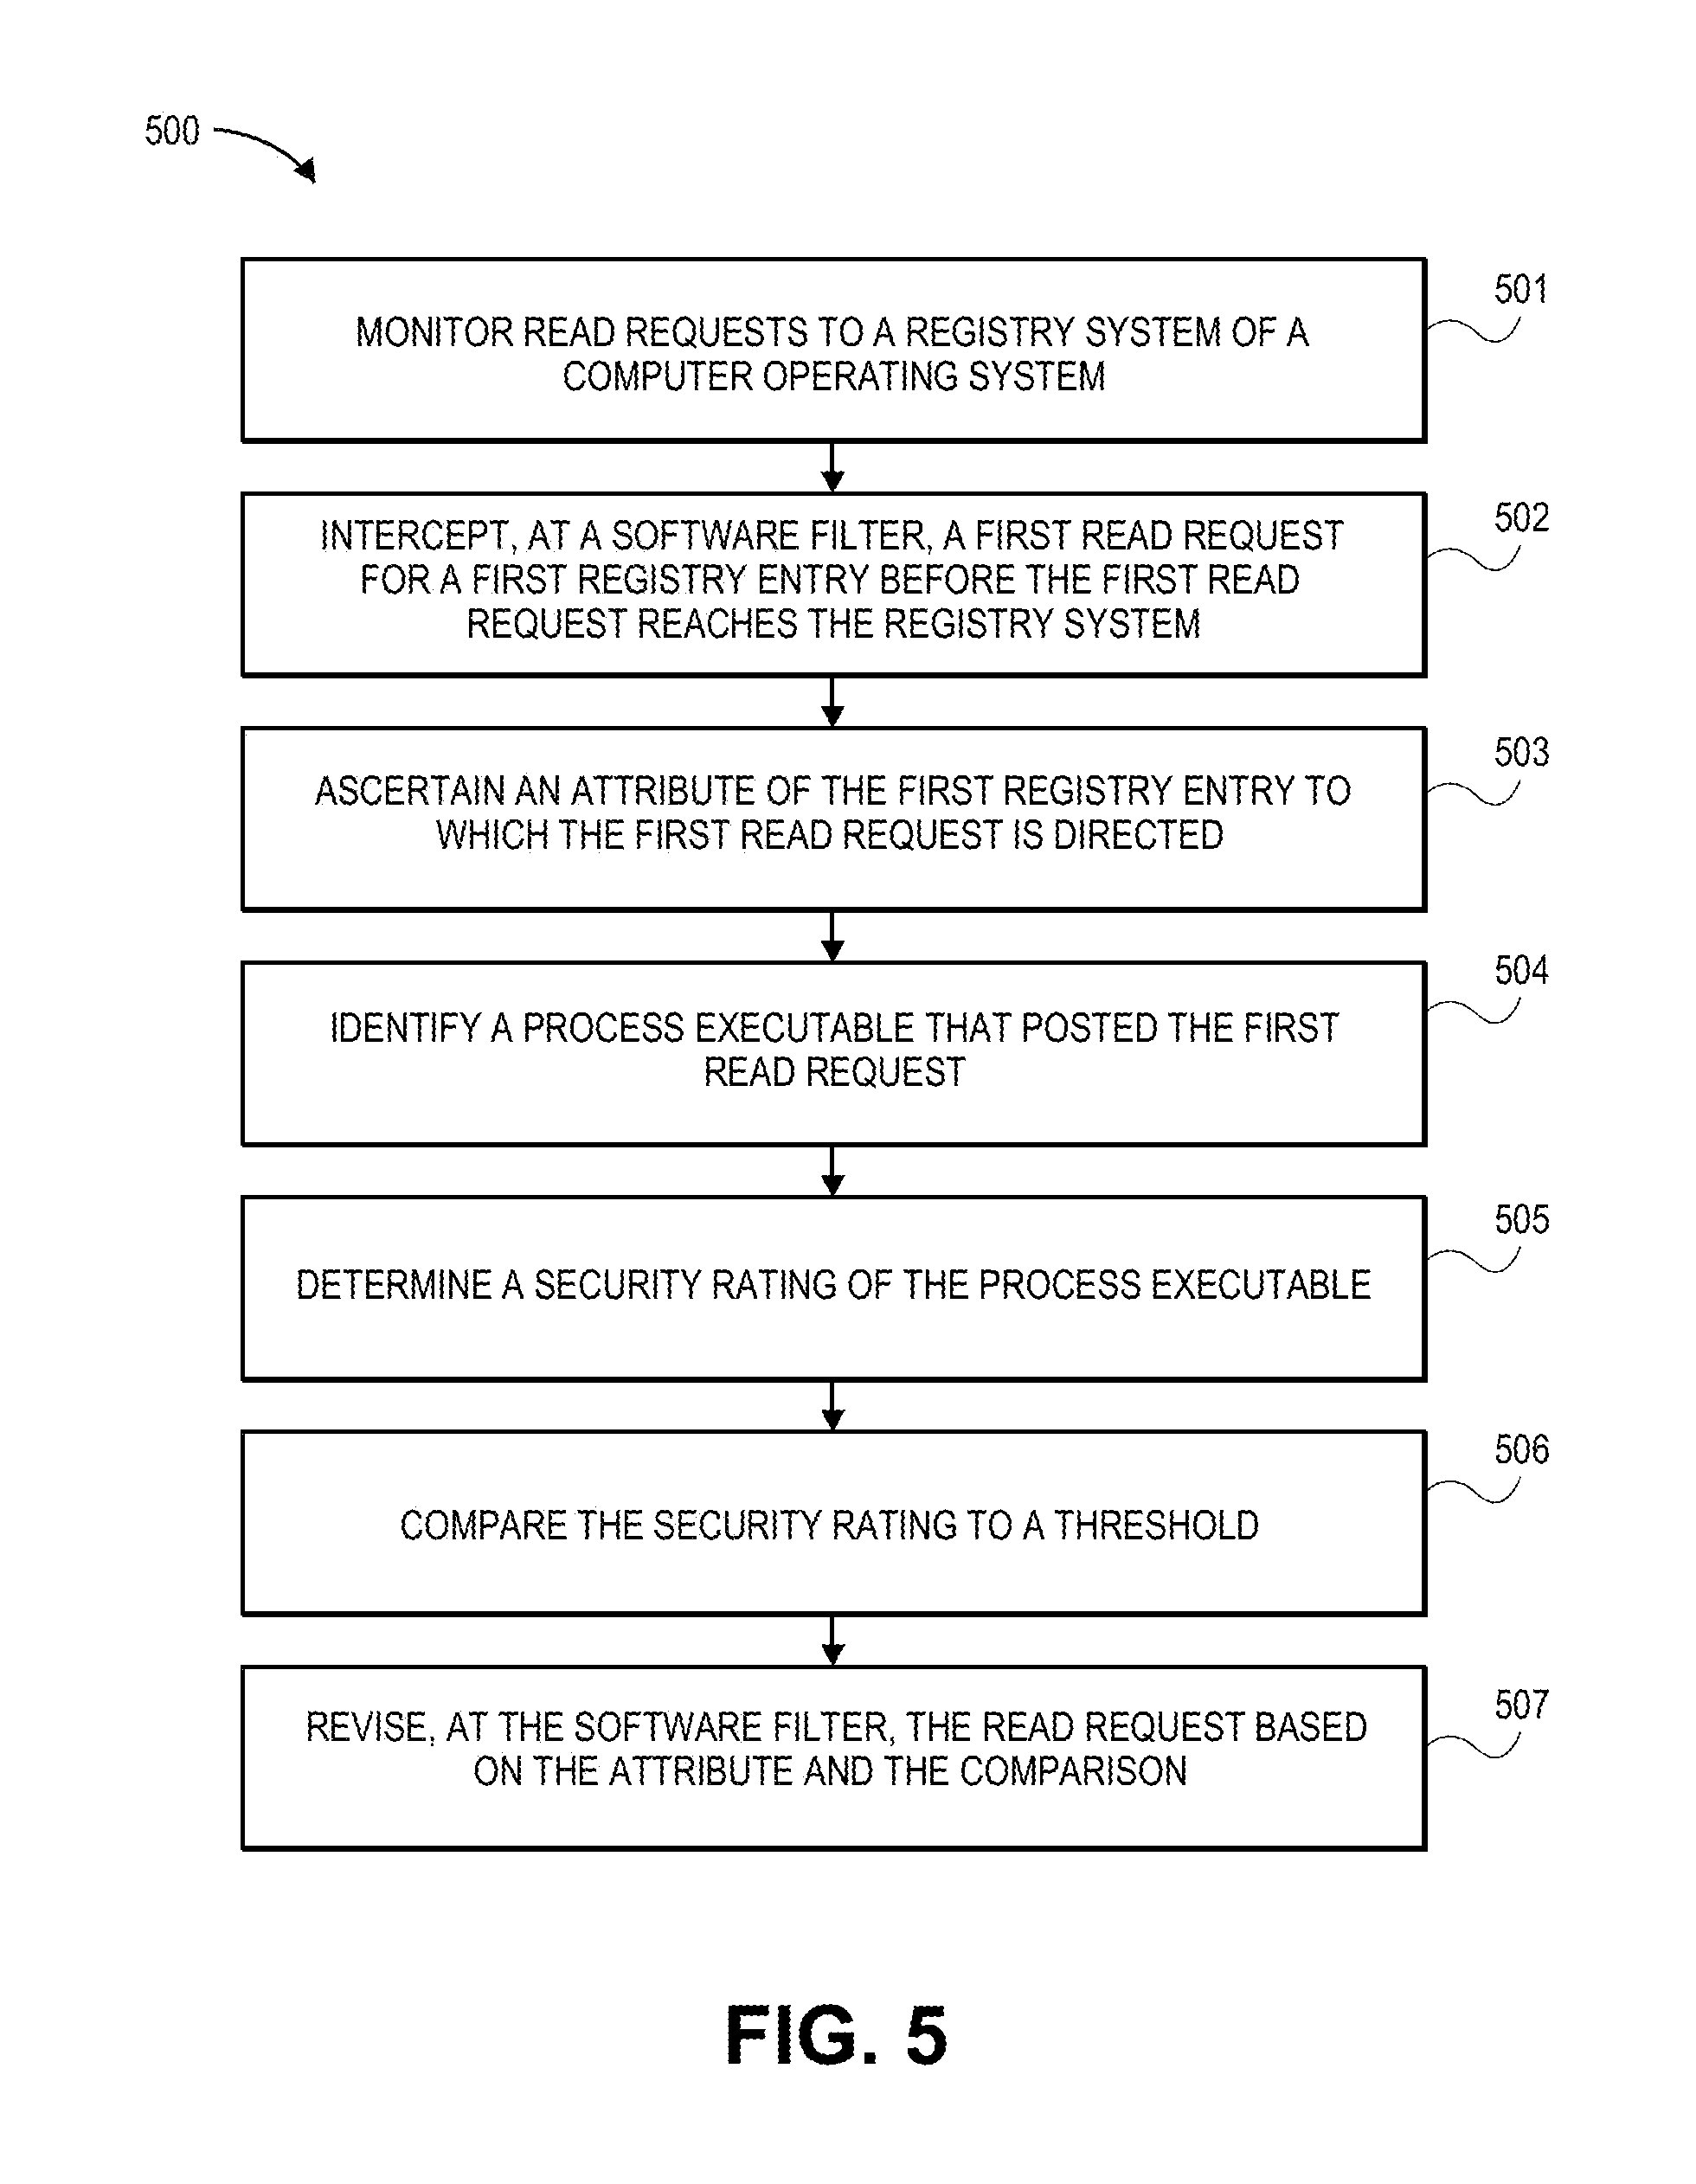 500
501
MONITOR READ REQUESTS TO A REGISTRY SYSTEM OF A
COMPUTER OPERATING SYSTEM
502
INTERCEPT, AT A SOFTWARE FILTER, A FIRST READ REQUEST
FOR A FIRST REGISTRY ENTRY BEFORE THE FIRST READ
REQUEST REACHES THE REGISTRY SYSTEM
503
ASCERTAIN AN ATTRIBUTE OF THE FIRST REGISTRY ENTRY TO
WHICH THE FIRST READ REQUEST IS DIRECTED
504
IDENTIFY A PROCESS EXECUTABLE THAT POSTED THE FIRST
READ REQUEST
505
DETERMINE A SECURITY RATING OF THE PROCESS EXECUTABLE
506
COMPARE THE SECURITY RATING TO A THRESHOLD
507
REVISE, AT THE SOFTWARE FILTER, THE READ REQUEST BASED
ON THE ATTRIBUTE AND THE COMPARISON
FIG. 5